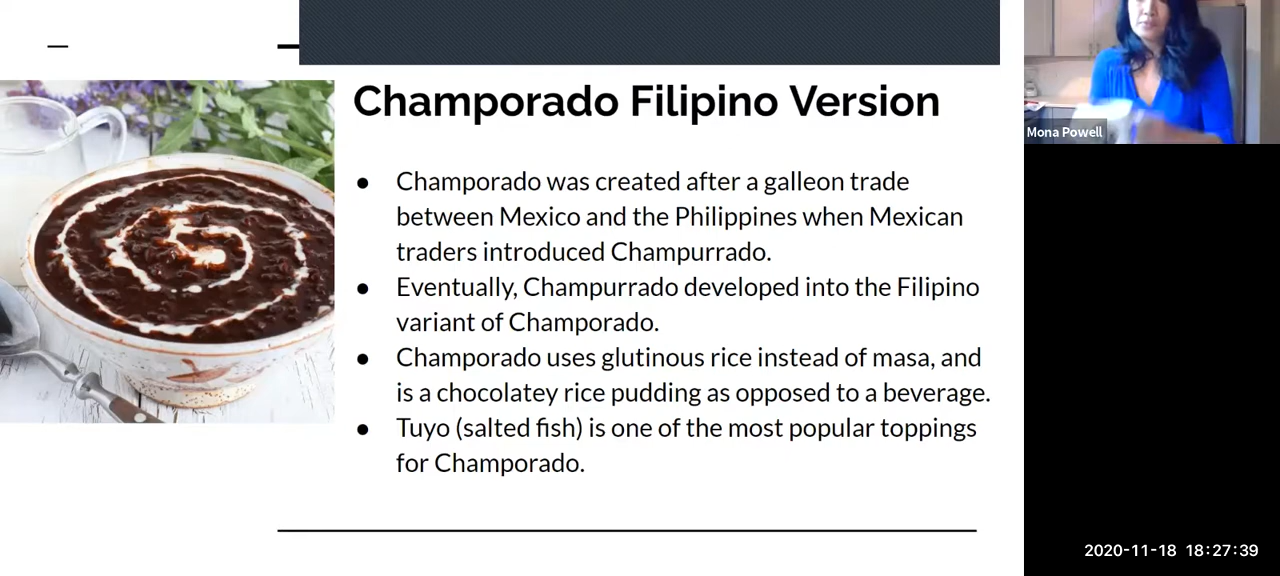 Champorado Filipino Version
● Champorado was created after a galleon trade
between Mexico and the Philippines when Mexican
traders introduced Champurrado.
● Eventually, Champurrado developed into the Filipino
variant of Champorado.
● Champorado uses glutinous rice instead of masa, and
is a chocolatey rice pudding as opposed to a beverage.
● Tuyo (salted fish) is one of the most popular toppings
for Champorado.
Mona Powell
2020-11-18 18:27:39